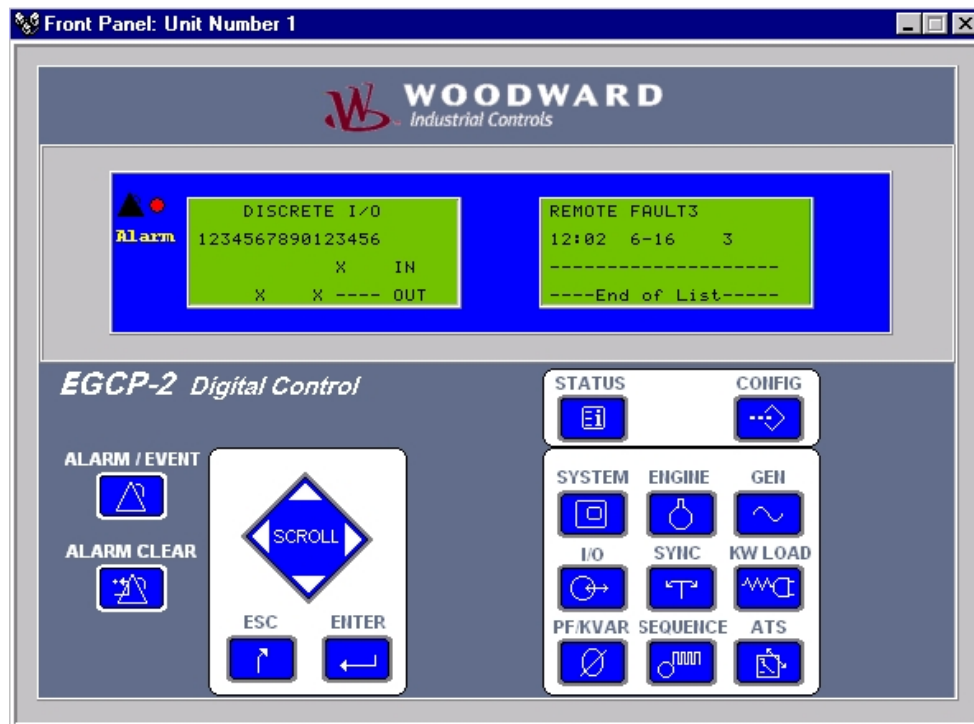 Front Panel: Unit Number 1
WOODWARD
Industrial Controls
Alarm
DISCRETE I/O
1234567890123456
X IN
X X ---- OUT
REMOTE FAULT3
12:02 6-16 3
--------------------
----End of List-----
EGCP-2 Digital Control
STATUS
CONFIG
ALARM / EVENT
ALARM CLEAR
SCROLL
ESC
ENTER
SYSTEM
ENGINE
GEN
I/O
SYNC
KW LOAD
PF/KVAR
SEQUENCE
ATS